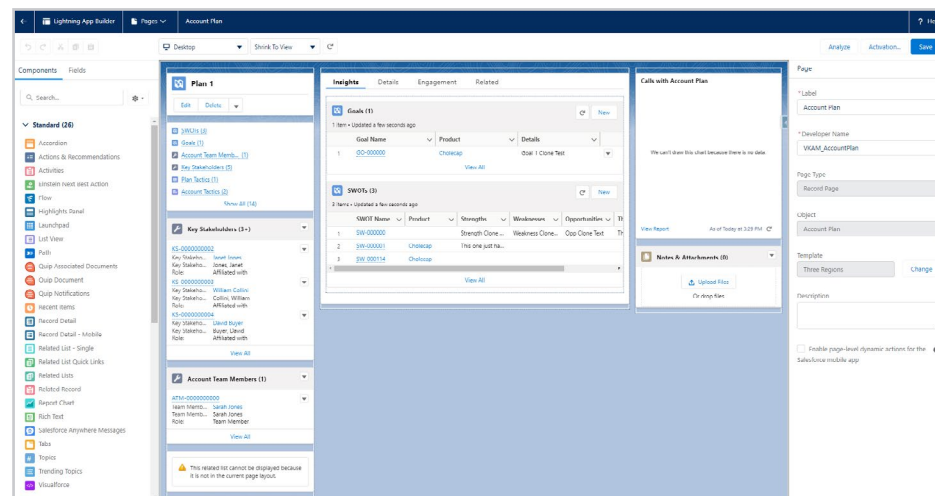 Lightning App Builder
Pages
Account Plan
? He
Desktop
Shrink To View
Analyze
Activation...
Save
Components Fields
Search...
Standard (26)
Accordion
Actions & Recommendations
Activities
Einstein Next Best Action
Flow
Highlights Panel
Launchpad
List View
Path
Quip Associated Documents
Quip Document
Quip Notifications
Recent Items
Record Detail
Record Detail - Mobile
Related List - Single
Related List Quick Links
Related Lists
Related Record
Report Chart
Rich Text
Salesforce Anywhere Messages
Tabs
Topics
Trending Topics
Visualforce
Plan 1
Edit Delete
SWOTs (3)
Goals (1)
Account Team Memb... (1)
Key Stakeholders (3)
Plan Tactics (1)
Account Tactics (2)
Show All (14)
Key Stakeholders (3+)
KS-0000000002
Key Stakeho... Janet Jones
Key Stakeho... Jones, Janet
Role: Affiliated with
KS-0000000003
Key Stakeho... William Collini
Key Stakeho... Collini, William
Role: Affiliated with
KS-0000000004
Key Stakeho... David Buyer
Key Stakeho... Buyer, David
Role: Affiliated with
View All
Account Team Members (1)
ATM-0000000000
Team Memb... Sarah Jones
Team Memb... Sarah Jones
Role: Team Member
View All
This related list cannot be displayed because
it is not in the current page layout.
Insights Details Engagement Related
Goals (1)
New
1 item • Updated a few seconds ago
Goal Name Product Details
1 GO-000000 Cholecap Goal 1 Clone Test
View All
SWOTs (3)
New
3 items • Updated a few seconds ago
SWOT Name Product Strengths Weaknesses Opportunities Th
1 SW-000000 Strength Clone ... Weakness Clone... Opp Clone Text Th
2 SW-000001 Cholecap This one just ha...
3 SW-000114 Cholecap
View All
Calls with Account Plan
We can't draw this chart because there is no data.
View Report As of Today at 3:29 PM
Notes & Attachments (0)
Upload Files
Or drop files
Page
*Label
Account Plan
*Developer Name
VKAM_AccountPlan
Page Type
Record Page
Object
Account Plan
Template
Three Regions
Change
Description
Enable page-level dynamic actions for the
Salesforce mobile app